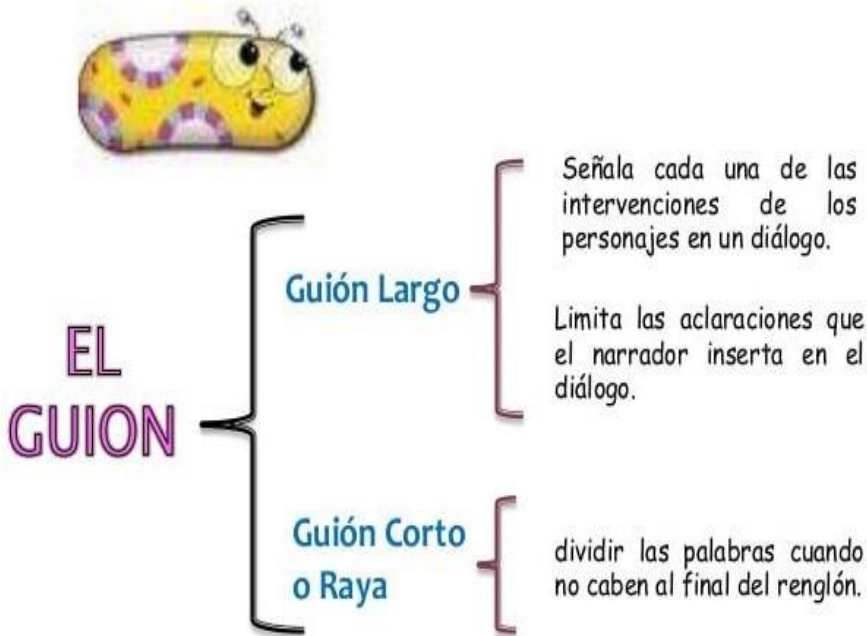 EL
GUION
Guión Largo
Señala cada una de las
intervenciones de los
personajes en un diálogo.
Limita las aclaraciones que
el narrador inserta en el
diálogo.
Guión Corto
o Raya
dividir las palabras cuando
no caben al final del renglón.